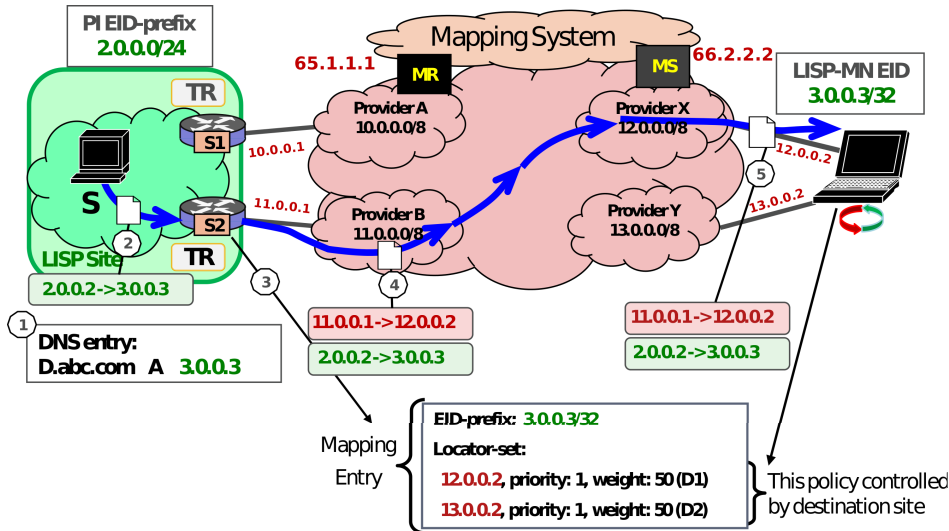 PI EID-prefix
2.0.0.0/24
Mapping System
65.1.1.1
MR
MS
66.2.2.2
LISP-MN EID
3.0.0.3/32
TR
S1
10.0.0.1
Provider A
10.0.0.0/8
Provider X
12.0.0.0/8
12.0.0.2
5
S
11.0.0.1
S2
Provider B
11.0.0.0/8
Provider Y
13.0.0.0/8
13.0.0.2
2
LISP Site
TR
3
4
2.0.0.2->3.0.0.3
1
DNS entry:
D.abc.com A 3.0.0.3
11.0.0.1->12.0.0.2
2.0.0.2->3.0.0.3
11.0.0.1->12.0.0.2
2.0.0.2->3.0.0.3
Mapping
Entry
EID-prefix: 3.0.0.3/32
Locator-set:
12.0.0.2, priority: 1, weight: 50 (D1)
13.0.0.2, priority: 1, weight: 50 (D2)
This policy controlled
by destination site